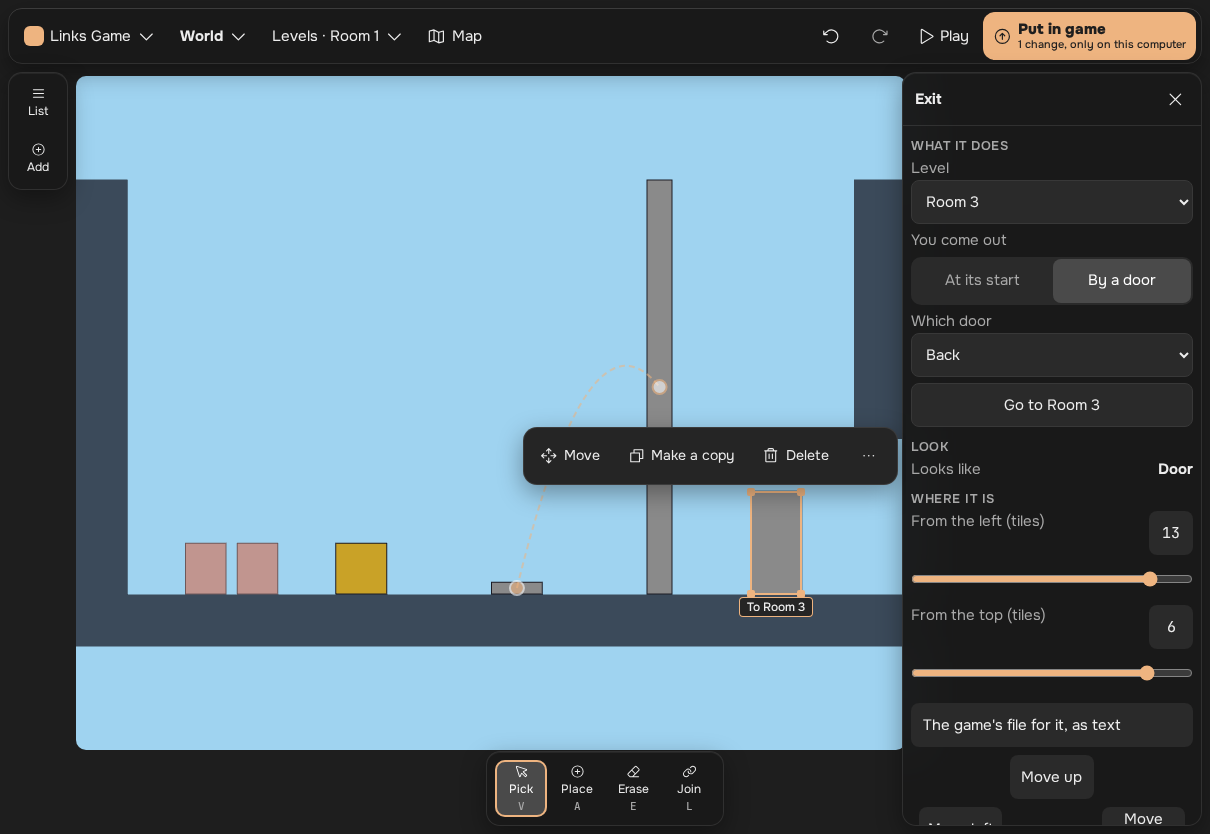 Links Game
World
Levels · Room 1
Map
Play
Put in game
1 change, only on this computer
List
Add
Exit
WHAT IT DOES
Level
Room 3
You come out
At its start
By a door
Which door
Back
Go to Room 3
LOOK
Looks like
Door
WHERE IT IS
From the left (tiles)
13
From the top (tiles)
6
The game's file for it, as text
Move up
Move
Move
Make a copy
Delete
...
To Room 3
Pick
V
Place
A
Erase
E
Join
L